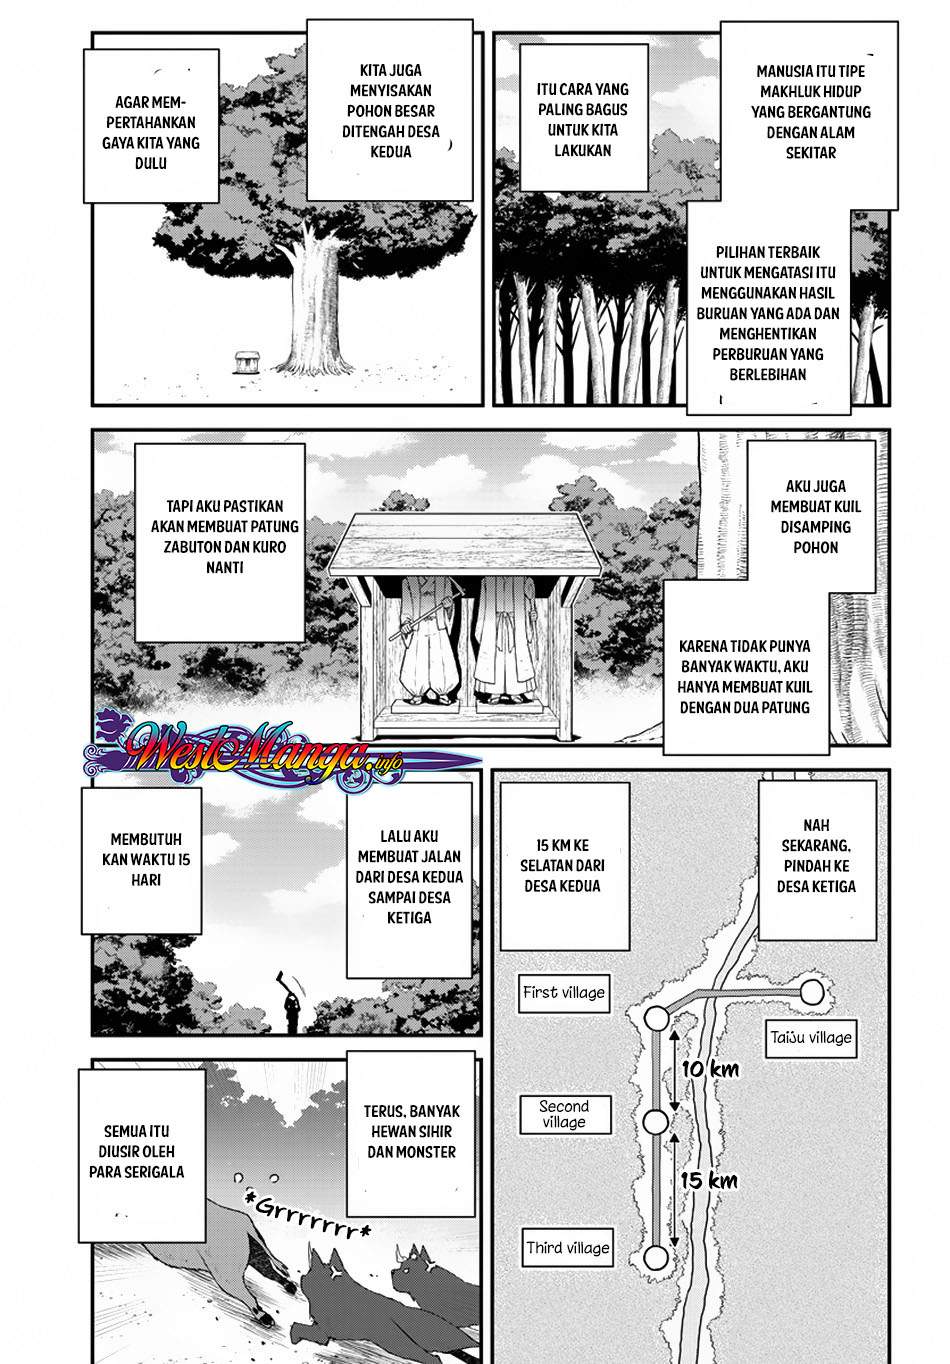 MANUSIA ITU TIPE
MAKHLUK HIDUP
YANG BERGANTUNG
DENGAN ALAM
SEKITAR
PILIHAN TERBAIK
UNTUK MENGATASI ITU
MENGGUNAKAN HASIL
BURUAN YANG ADA DAN
MENGHENTIKAN
PERBURUAN YANG
BERLEBIHAN
ITU CARA YANG
PALING BAGUS
UNTUK KITA
LAKUKAN
KITA JUGA
MENYISAKAN
POHON BESAR
DITENGAH DESA
KEDUA
AGAR MEM-
PERTAHANKAN
GAYA KITA YANG
DULU
AKU JUGA
MEMBUAT KUIL
DISAMPING
POHON
KARENA TIDAK PUNYA
BANYAK WAKTU, AKU
HANYA MEMBUAT KUIL
DENGAN DUA PATUNG
TAPI AKU PASTIKAN
AKAN MEMBUAT PATUNG
ZABUTON DAN KURO
NANTI
WestManga.info
NAH
SEKARANG,
PINDAH KE
DESA KETIGA
15 KM KE
SELATAN DARI
DESA KEDUA
First village
Taiju village
10 km
Second
village
15 km
Third village
LALU AKU
MEMBUAT JALAN
DARI DESA KEDUA
SAMPAI DESA
KETIGA
MEMBUTUH
KAN WAKTU 15
HARI
TERUS, BANYAK
HEWAN SIHIR
DAN MONSTER
SEMUA ITU
DIUSIR OLEH
PARA SERIGALA
*Grrrrrrr*